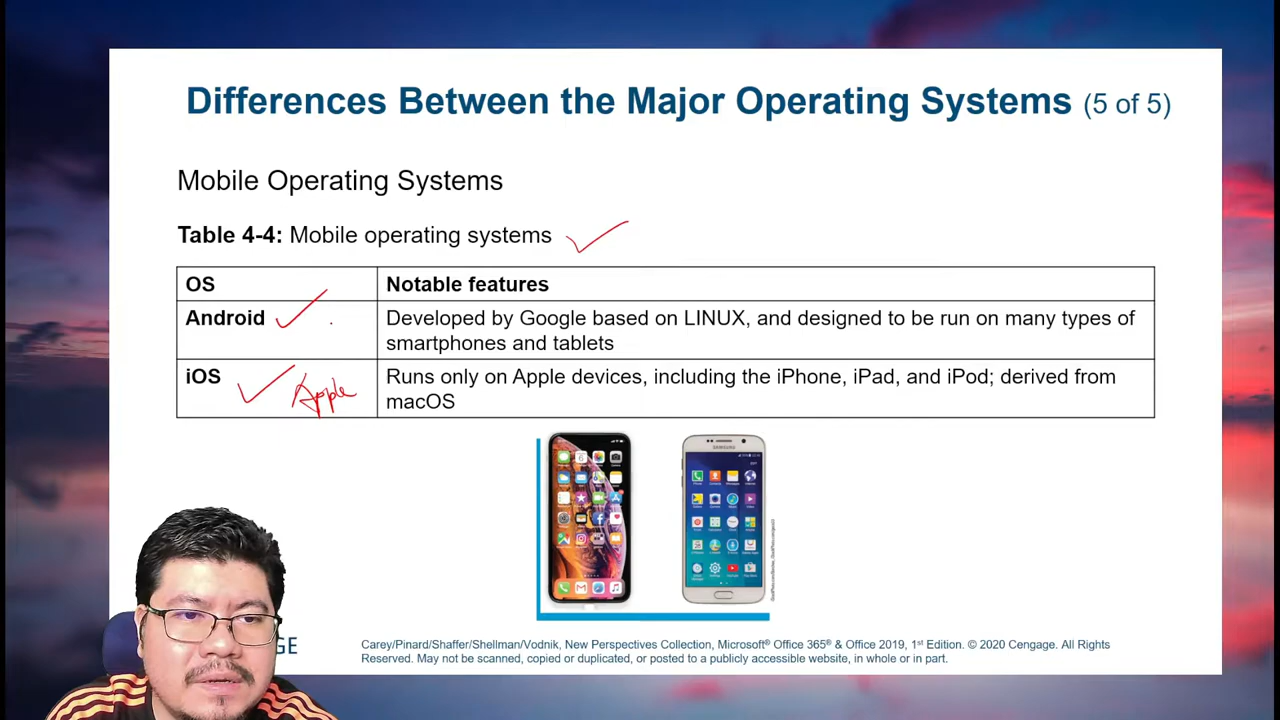 Differences Between the Major Operating Systems (5 of 5)
Mobile Operating Systems
Table 4-4: Mobile operating systems
OS Notable features
Android Developed by Google based on LINUX, and designed to be run on many types of
smartphones and tablets
iOS Apple Runs only on Apple devices, including the iPhone, iPad, and iPod; derived from
macOS
SAMSUNG
GE
Carey/Pinard/Shaffer/Shellman/Vodnik, New Perspectives Collection, Microsoft® Office 365® & Office 2019, 1st Edition. © 2020 Cengage. All Rights
Reserved. May not be scanned, copied or duplicated, or posted to a publicly accessible website, in whole or in part.